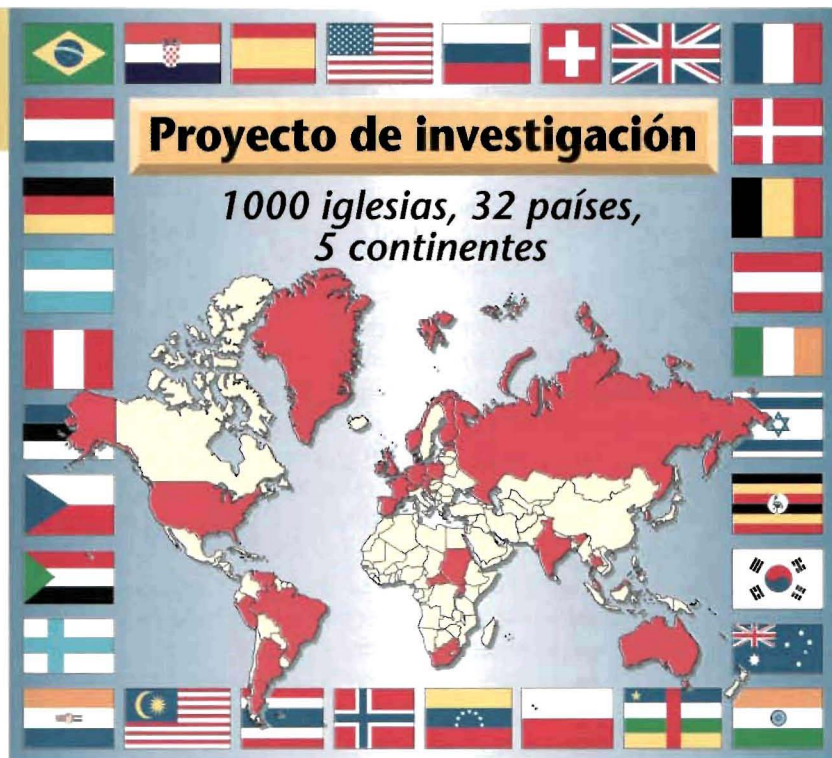 Proyecto de investigación
1000 iglesias, 32 países,
5 continentes